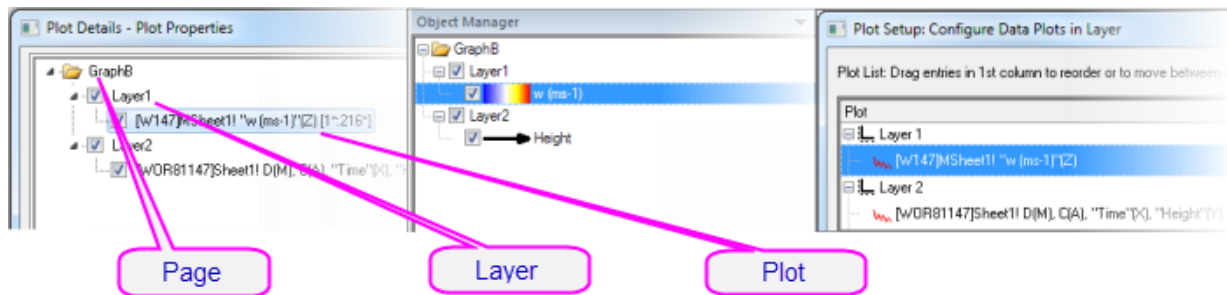 Plot Details - Plot Properties
GraphB
Layer1
[W147]MSheet1! "w (ms-1)"(Z) [1*:216*]
Layer2
[WOR81147]Sheet1! D(M), C(A), "Time"(X),
Object Manager
GraphB
Layer1
w (ms-1)
Layer2
Height
Plot Setup: Configure Data Plots in Layer
Plot List: Drag entries in 1st column to reorder or to move between
Plot
Layer 1
[W147]MSheet1! "w (ms-1)"(Z)
Layer 2
[WOR81147]Sheet1! D(M), C(A), "Time"(X), "Height"(Y)
Page
Layer
Plot